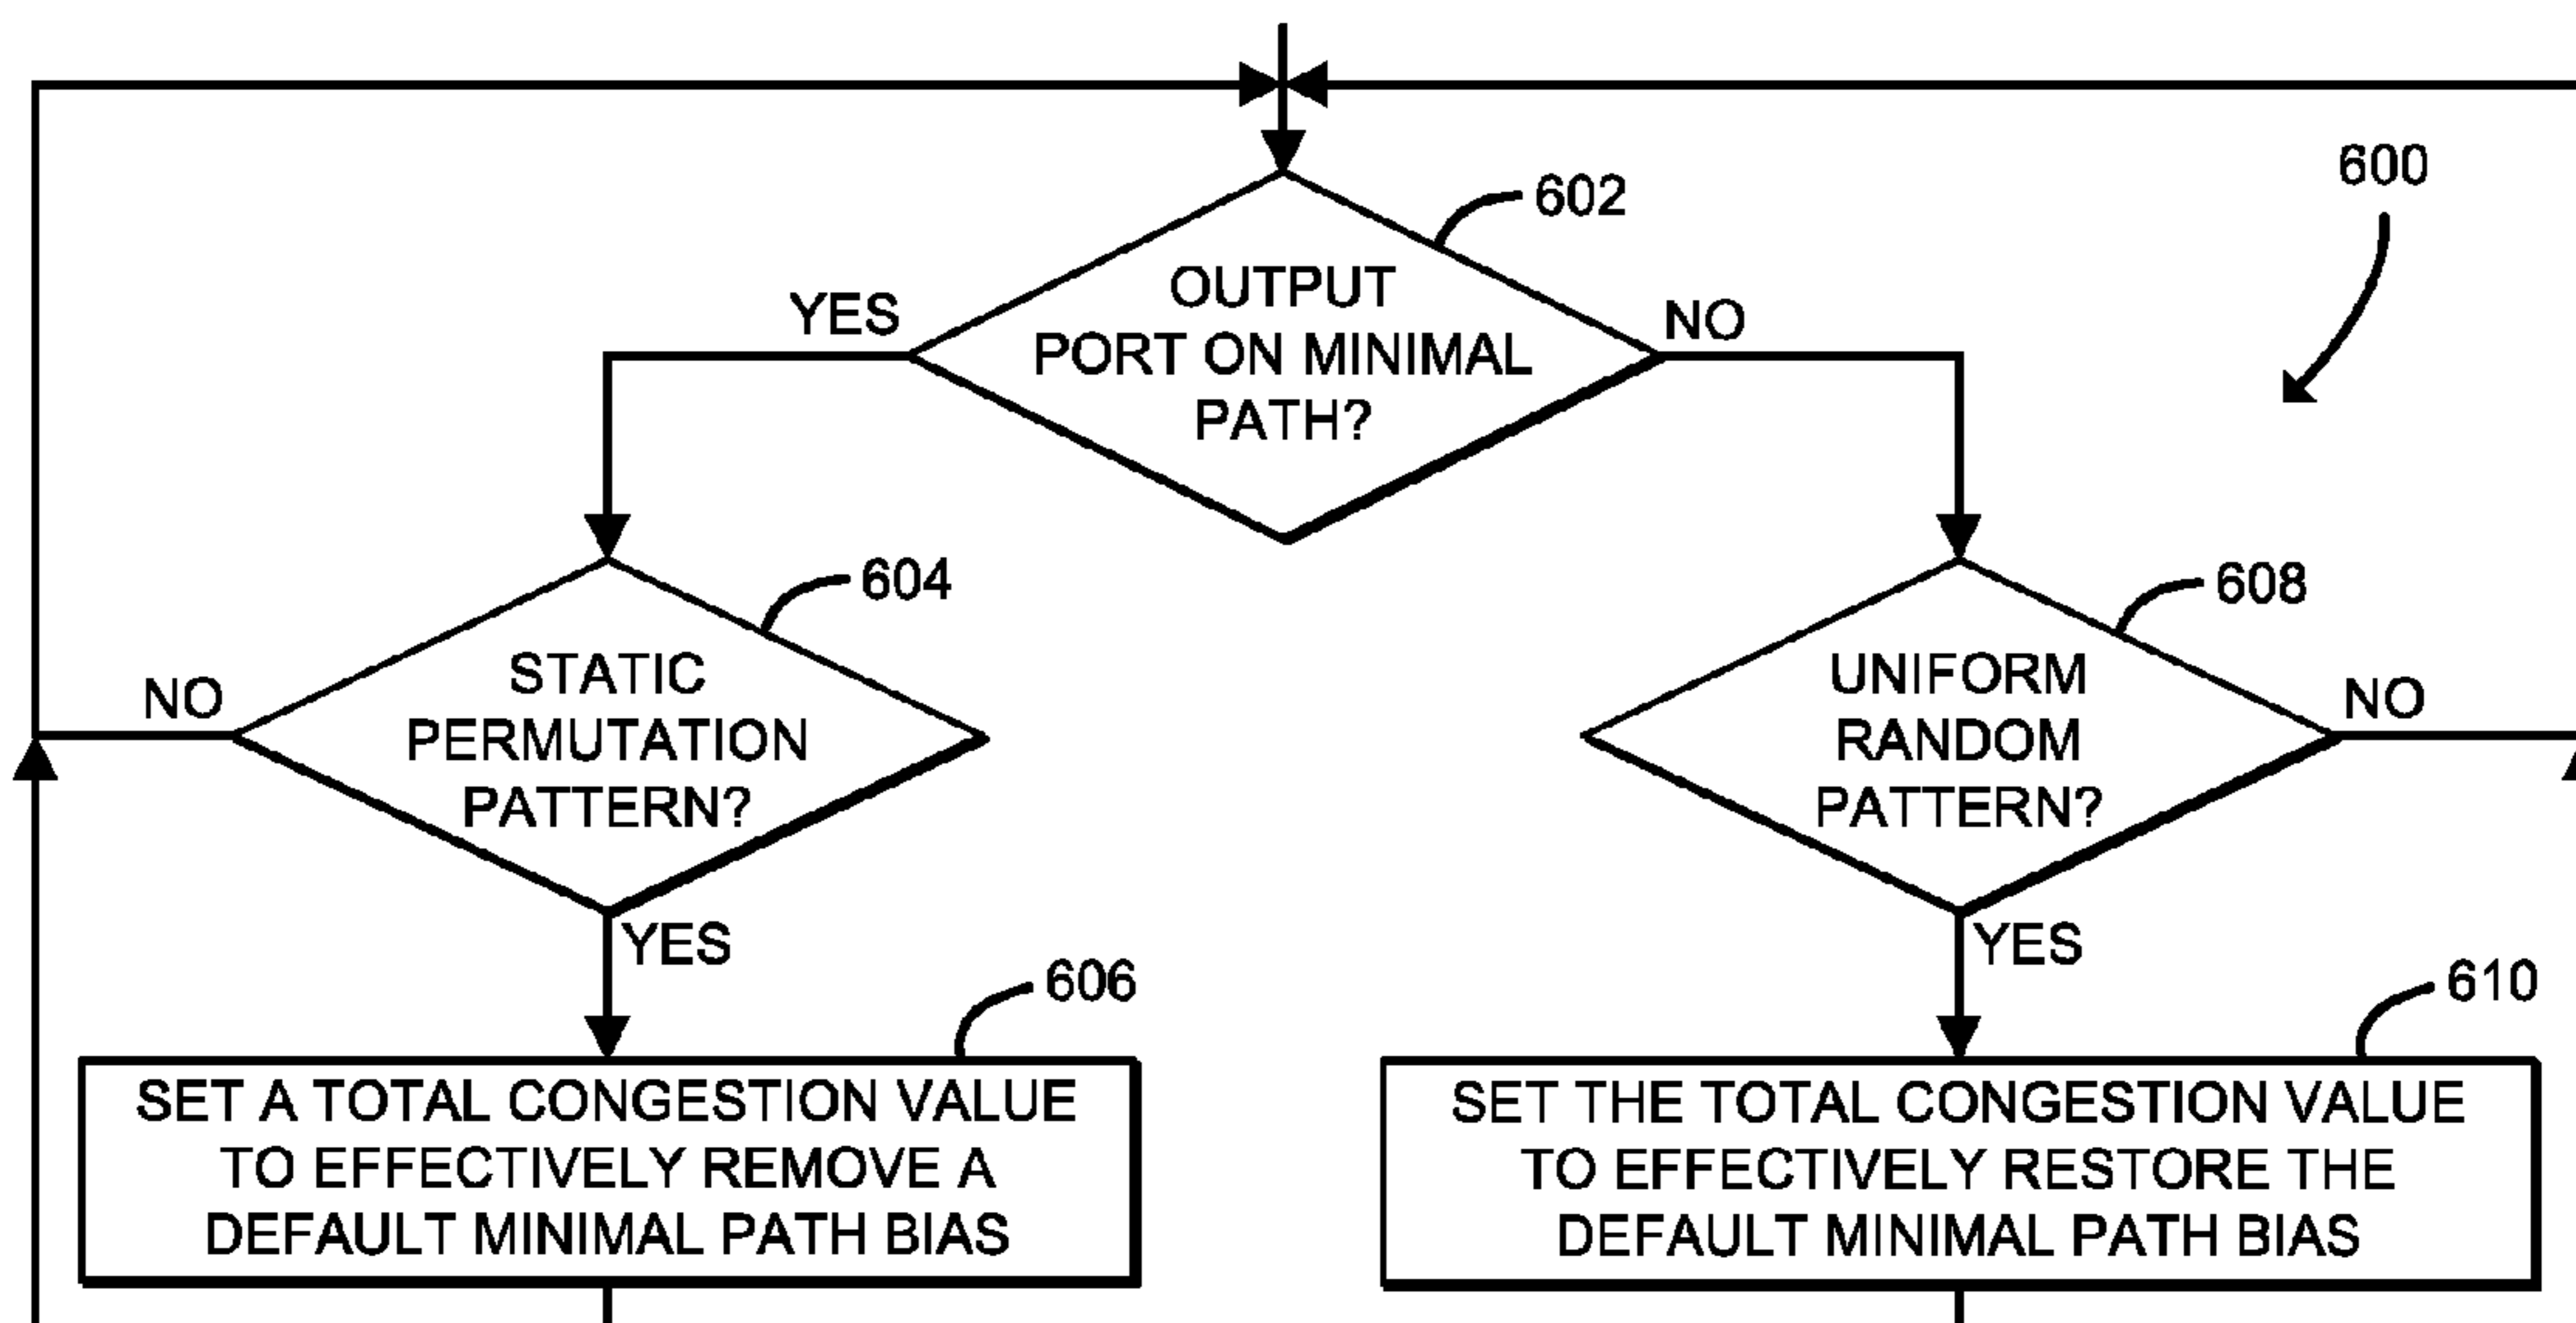 600
602
OUTPUT
PORT ON MINIMAL
PATH?
YES
NO
604
STATIC
PERMUTATION
PATTERN?
NO
YES
608
UNIFORM
RANDOM
PATTERN?
NO
YES
606
SET A TOTAL CONGESTION VALUE
TO EFFECTIVELY REMOVE A
DEFAULT MINIMAL PATH BIAS
610
SET THE TOTAL CONGESTION VALUE
TO EFFECTIVELY RESTORE THE
DEFAULT MINIMAL PATH BIAS